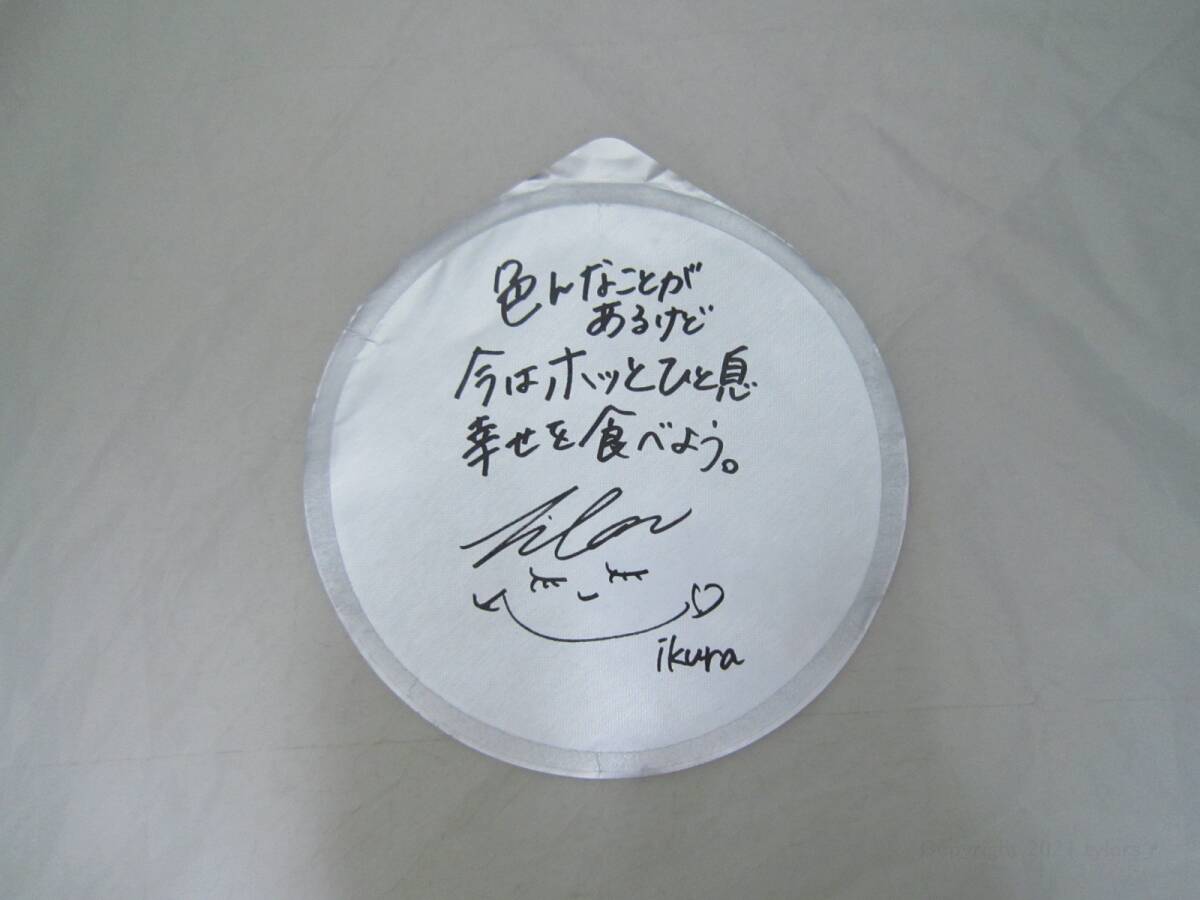 色んなことが
あるけど
今はホッとひと息
幸せを食べよう。
ikura